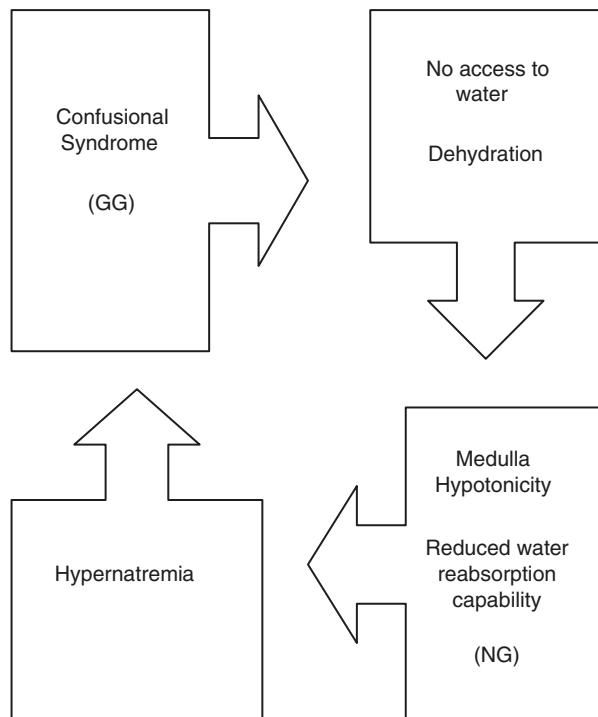 Confusional
Syndrome
(GG)
No access to
water
Dehydration
Medulla
Hypotonicity
Reduced water
reabsorption
capability
(NG)
Hypernatremia